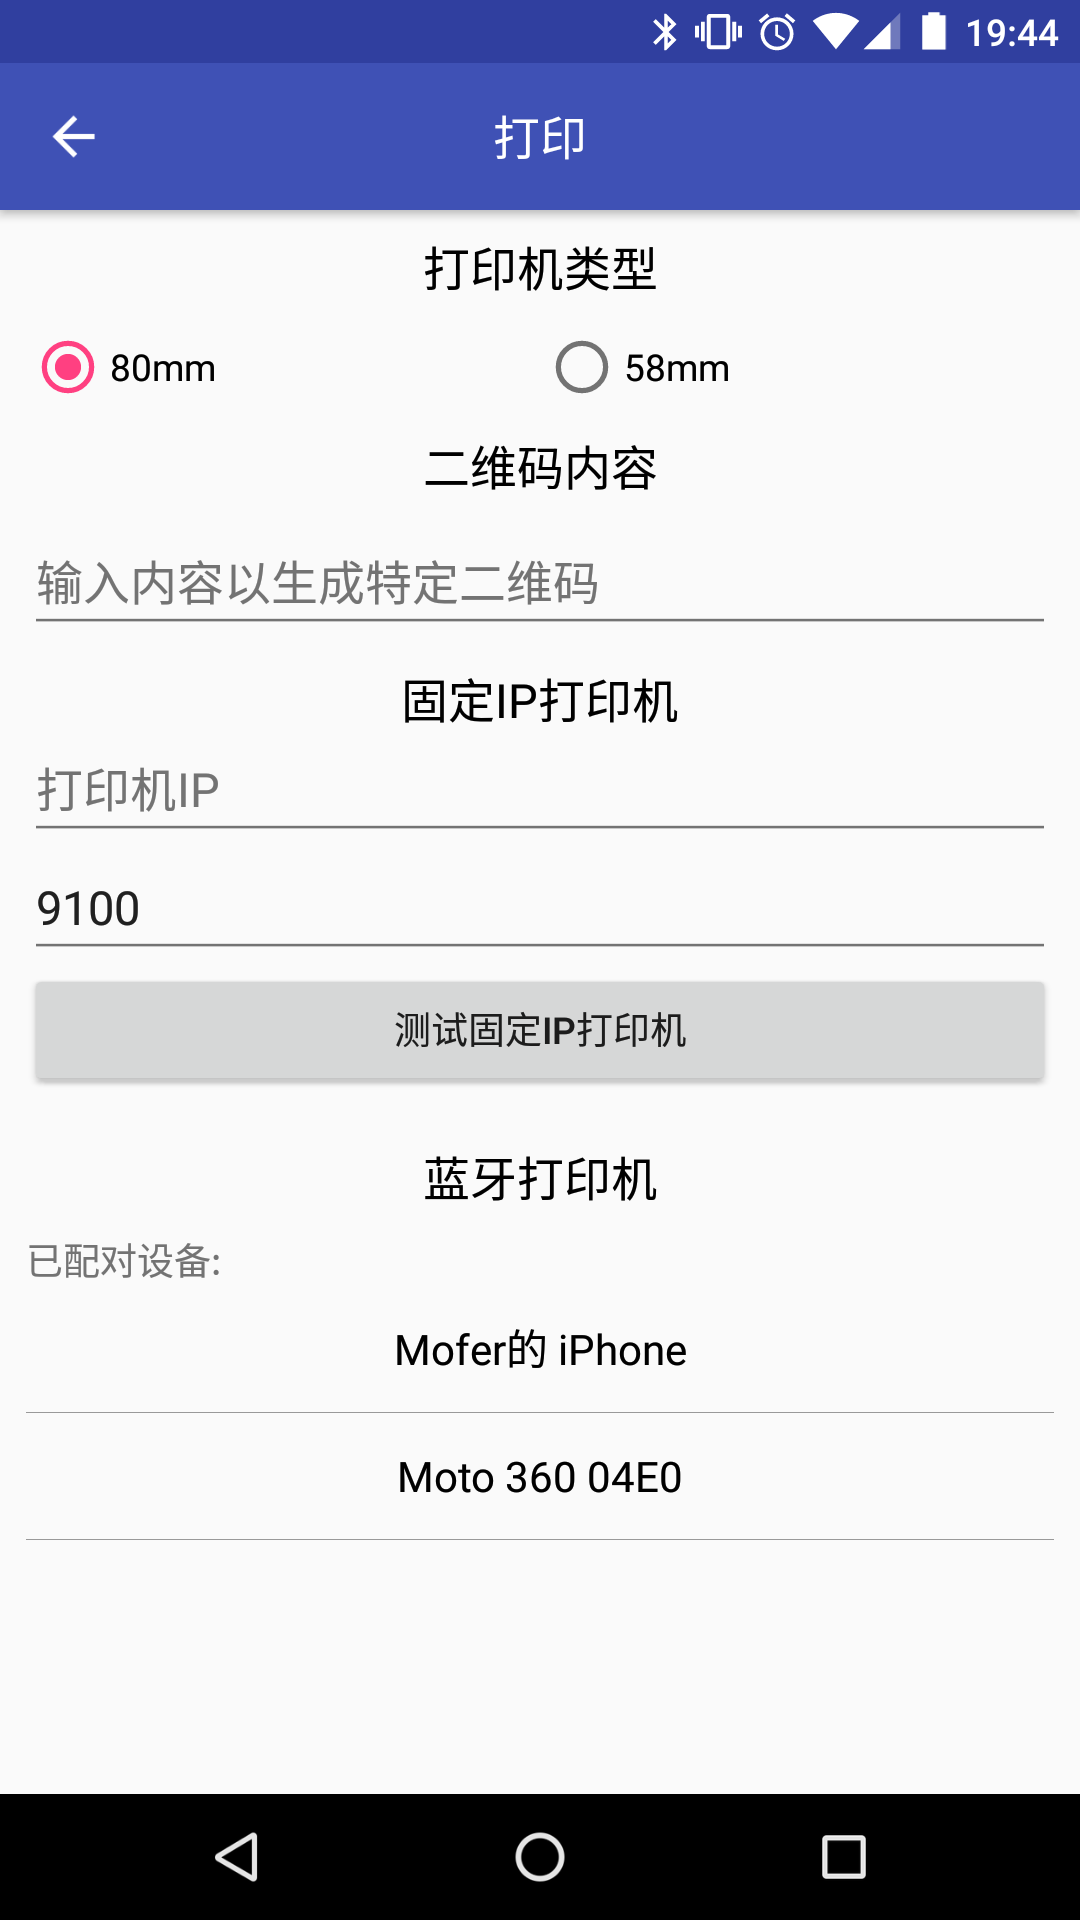 19:44
打印
打印机类型
80mm
58mm
二维码内容
输入内容以生成特定二维码
固定IP打印机
打印机IP
9100
测试固定IP打印机
蓝牙打印机
已配对设备:
Mofer的 iPhone
Moto 360 04E0